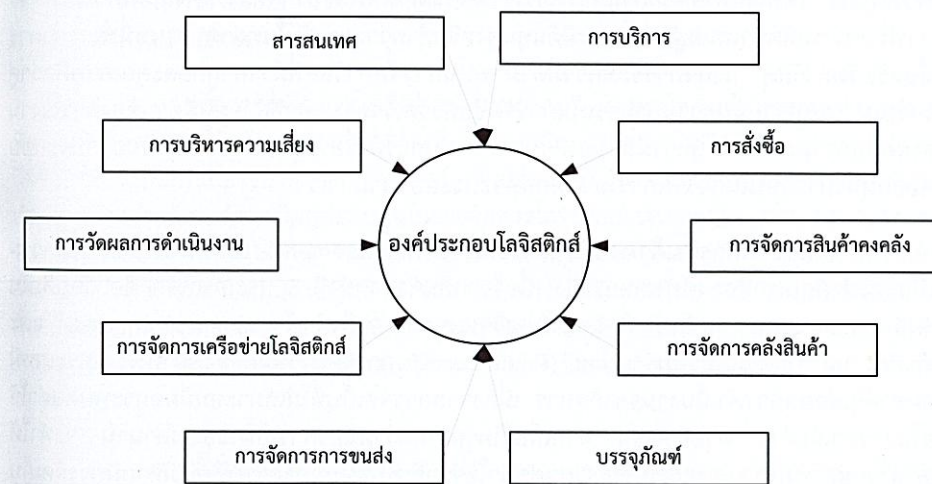 สารสนเทศ
การบริการ
การบริหารความเสี่ยง
การสั่งซื้อ
การวัดผลการดำเนินงาน
องค์ประกอบโลจิสติกส์
การจัดการสินค้าคงคลัง
การจัดการเครือข่ายโลจิสติกส์
การจัดการคลังสินค้า
การจัดการการขนส่ง
บรรจุภัณฑ์